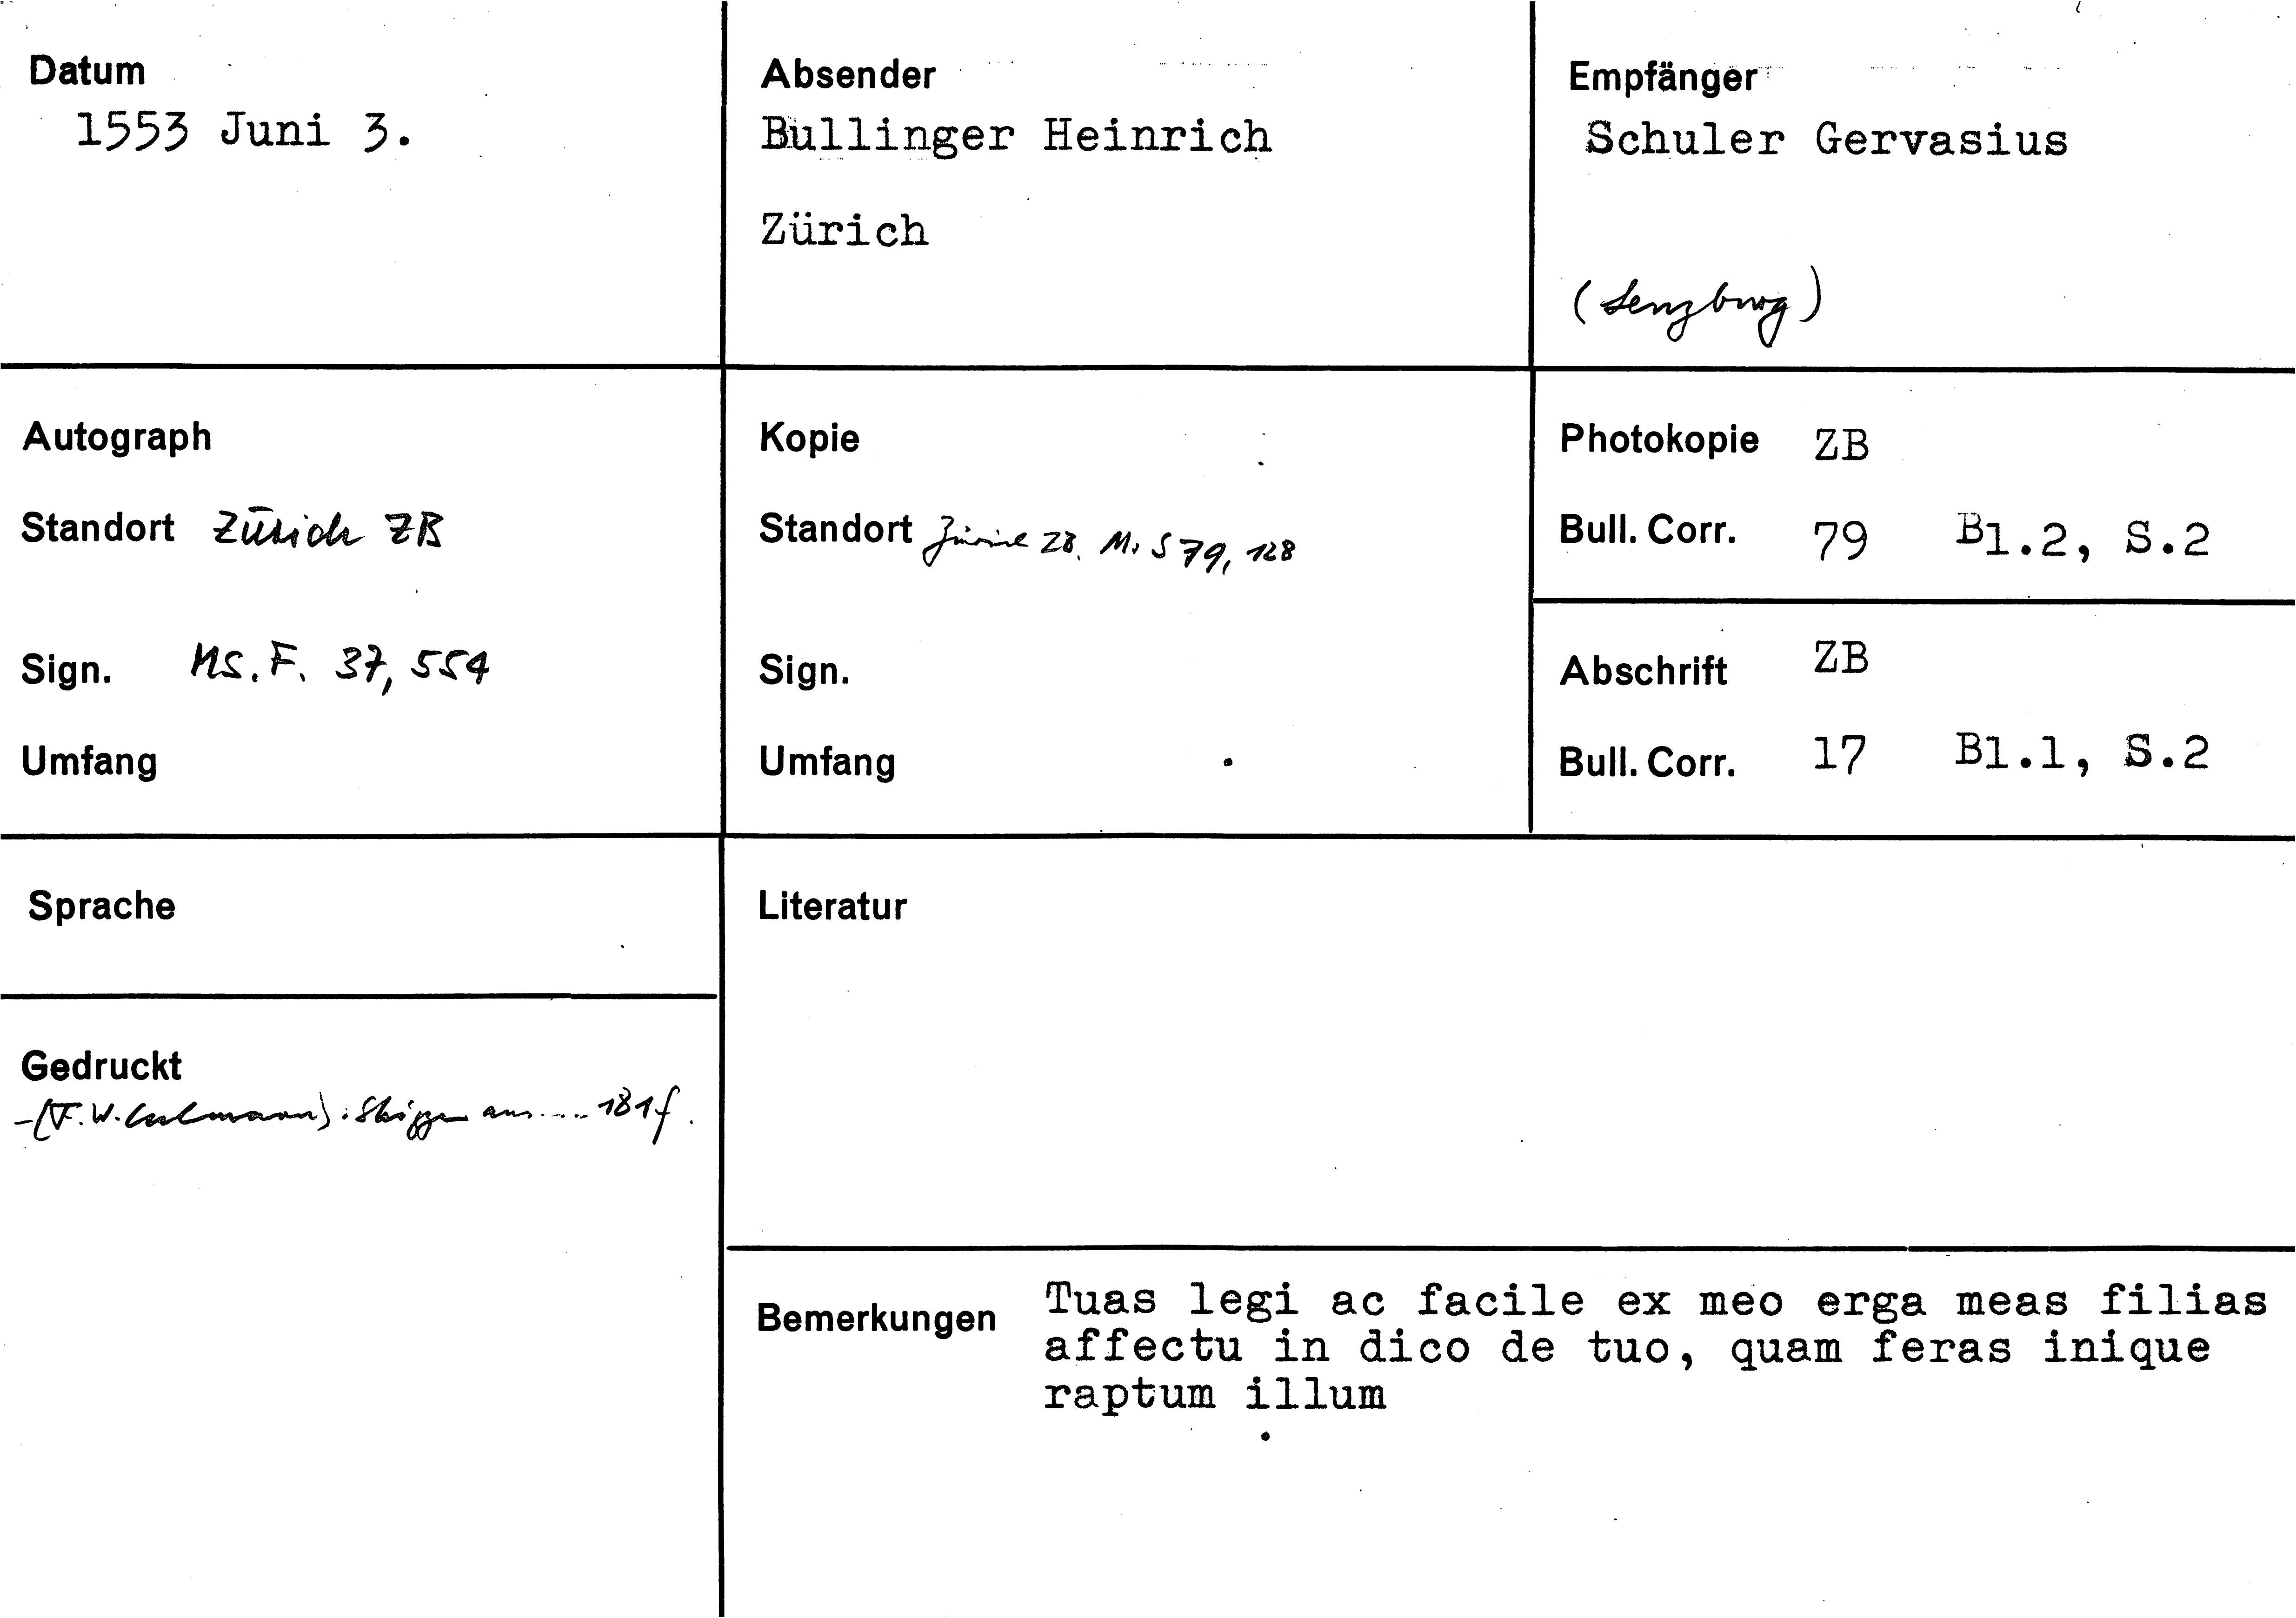 Datum
1553 Juni 3.
Absender
Bullinger Heinrich
Zürich
Empfänger
Schuler Gervasius
(Lenzburg)
Autograph
Standort Zürich ZB
Sign. Ms. F. 37, 554
Umfang
Kopie
Standort Zürich ZB. Ms S 79, 128
Sign.
Umfang
Photokopie ZB
Bull. Corr. 79 Bl.2, S.2
Abschrift ZB
Bull. Corr. 17 Bl.1, S.2
Sprache
Gedruckt
-(F. W. Culmann): Skizzen aus .... 181f.
Literatur
Bemerkungen Tuas legi ac facile ex meo erga meas filias
affectu in dico de tuo, quam feras inique
raptum illum